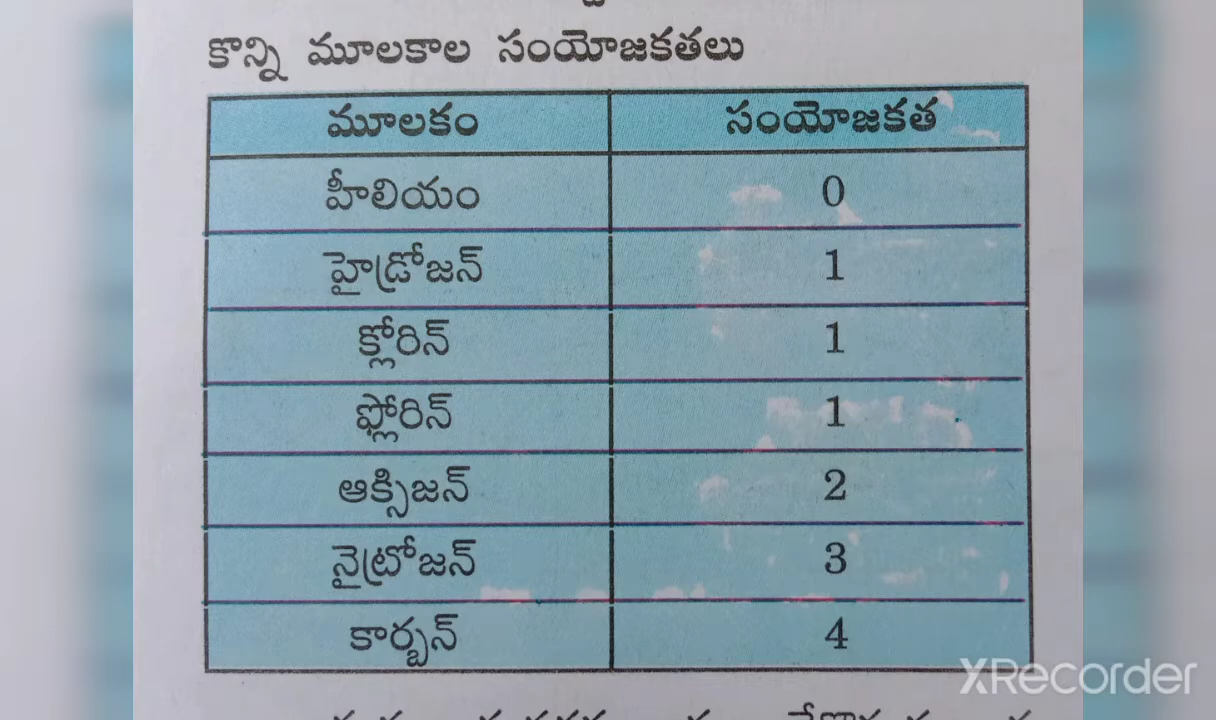 కొన్ని మూలకాల సంయోజకతలు
మూలకం సంయోజకత
హీలియం 0
హైడ్రోజన్ 1
క్లోరిన్ 1
ఫ్లోరిన్ 1
ఆక్సిజన్ 2
నైట్రోజన్ 3
కార్బన్ 4
XRecorder